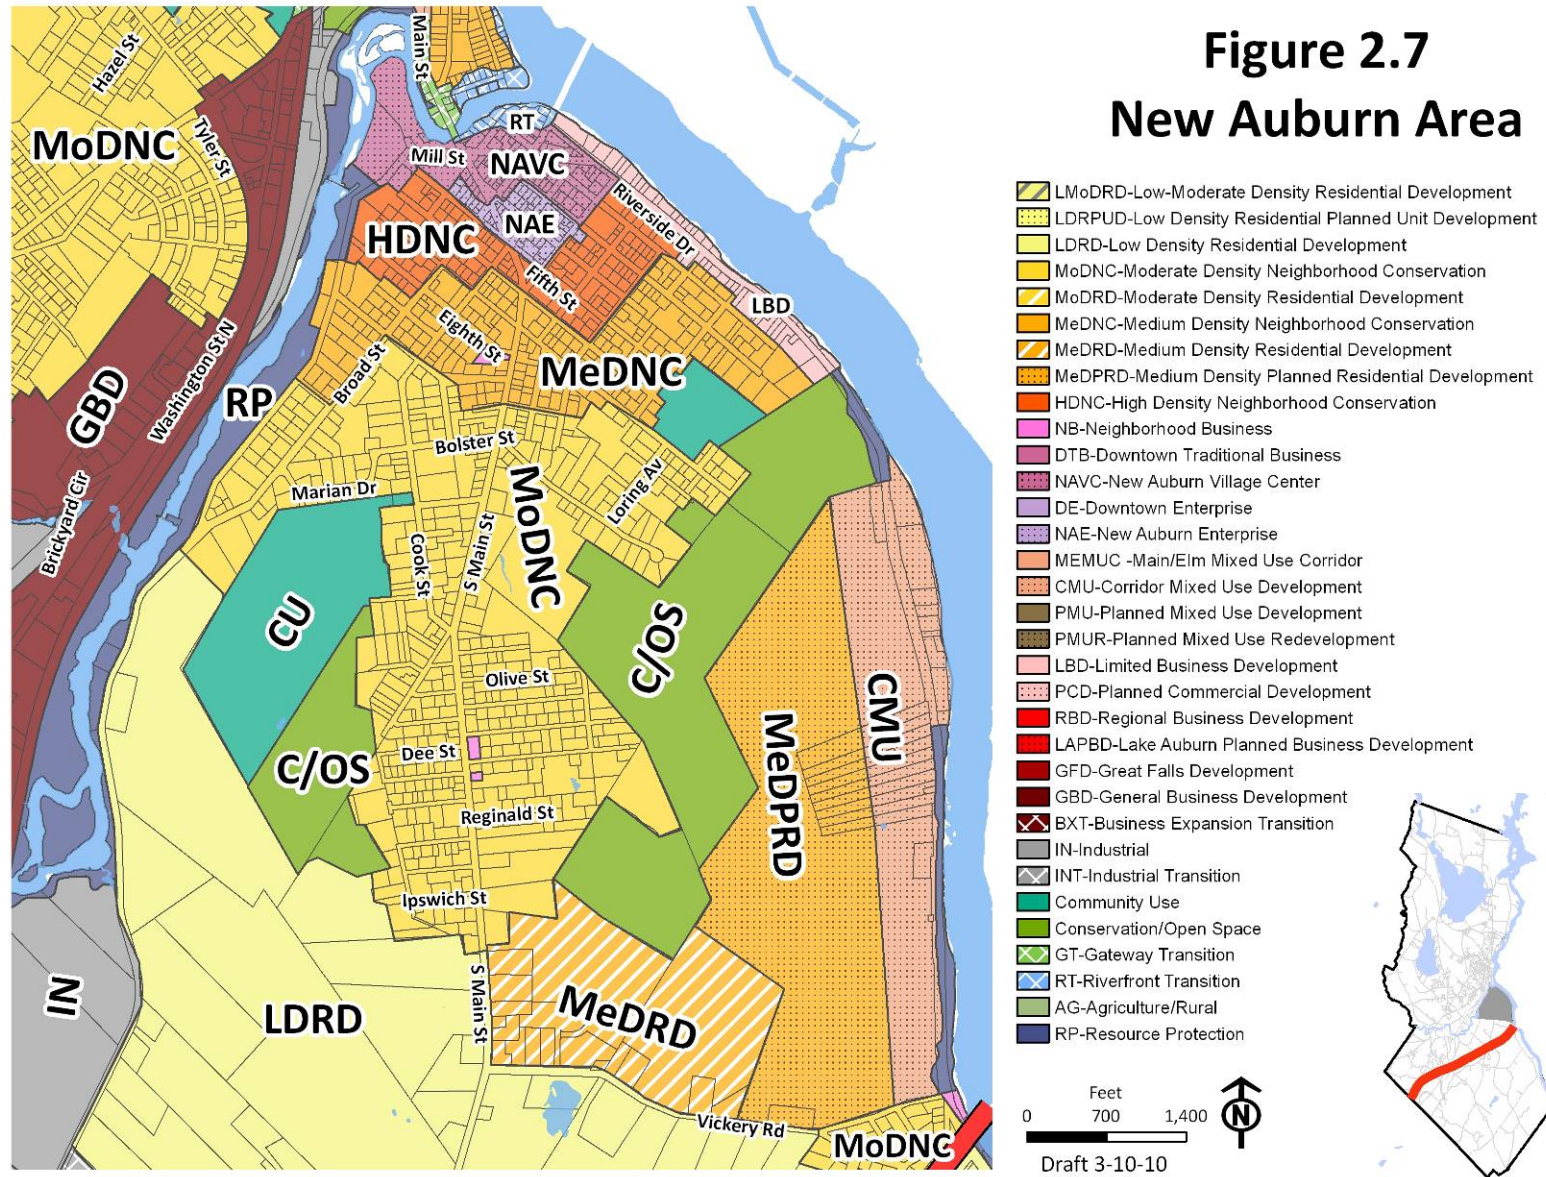 Figure 2.7
New Auburn Area
LMoDRD-Low-Moderate Density Residential Development
LDRPUD-Low Density Residential Planned Unit Development
LDRD-Low Density Residential Development
MoDNC-Moderate Density Neighborhood Conservation
MoDRD-Moderate Density Residential Development
MeDNC-Medium Density Neighborhood Conservation
MeDRD-Medium Density Residential Development
MeDPRD-Medium Density Planned Residential Development
HDNC-High Density Neighborhood Conservation
NB-Neighborhood Business
DTB-Downtown Traditional Business
NAVC-New Auburn Village Center
DE-Downtown Enterprise
NAE-New Auburn Enterprise
MEMUC -Main/Elm Mixed Use Corridor
CMU-Corridor Mixed Use Development
PMU-Planned Mixed Use Development
PMUR-Planned Mixed Use Redevelopment
LBD-Limited Business Development
PCD-Planned Commercial Development
RBD-Regional Business Development
LAPBD-Lake Auburn Planned Business Development
GFD-Great Falls Development
GBD-General Business Development
BXT-Business Expansion Transition
IN-Industrial
INT-Industrial Transition
Community Use
Conservation/Open Space
GT-Gateway Transition
RT-Riverfront Transition
AG-Agriculture/Rural
RP-Resource Protection
Feet
0 700 1,400
N
Draft 3-10-10
Hazel St
Main St
MoDNC
Tyler St
RT
Mill St
NAVC
Riverside Dr
NAE
HDNC
Fifth St
LBD
Eighth St
MeDNC
Broad St
Washington St N
GBD
RP
Bolster St
Marian Dr
Loring Av
MoDNC
Brickyard Cir
Cook St
S Main St
CU
C/OS
Olive St
CMU
Dee St
C/OS
MeDPRD
Reginald St
Ipswich St
IN
LDRD
S Main St
MeDRD
Vickery Rd
MoDNC